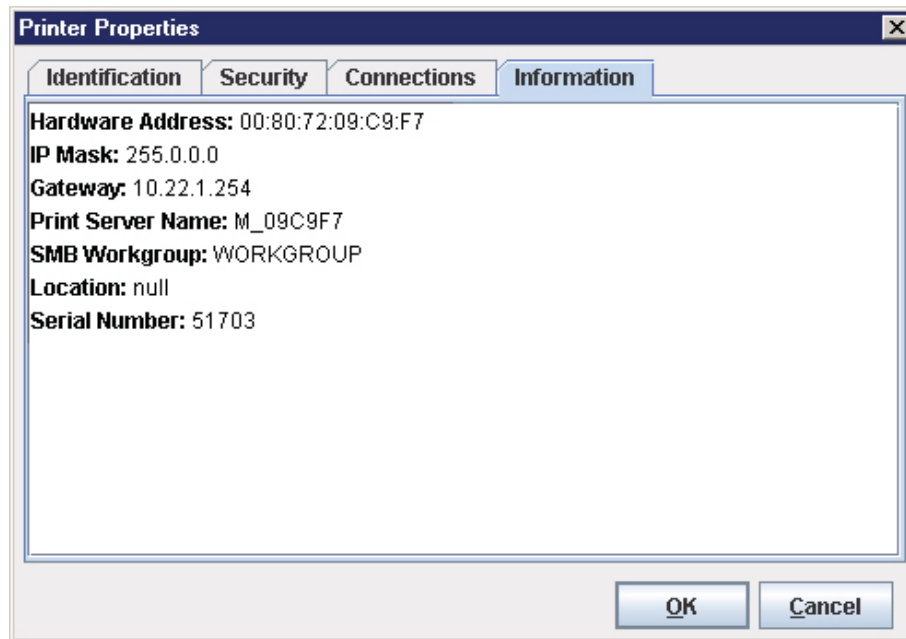 Printer Properties
Identification Security Connections Information
Hardware Address: 00:80:72:09:C9:F7
IP Mask: 255.0.0.0
Gateway: 10.22.1.254
Print Server Name: M_09C9F7
SMB Workgroup: WORKGROUP
Location: null
Serial Number: 51703
OK Cancel